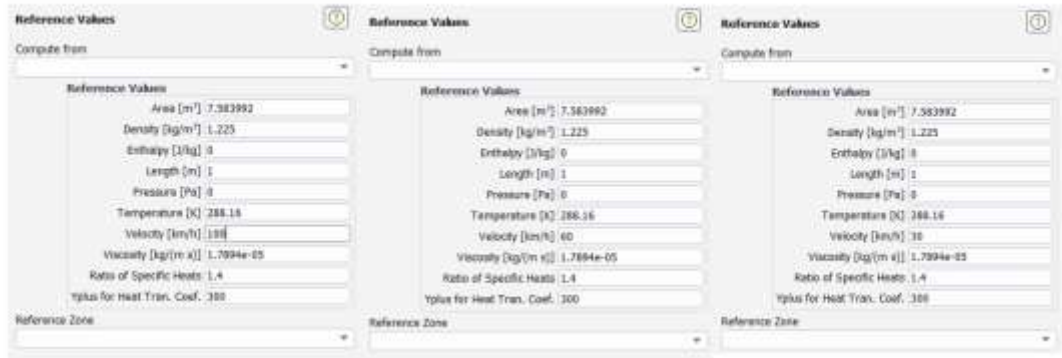 Reference Values
Compute from
Reference Values
Area [m²] 7.583992
Density [kg/m³] 1.225
Enthalpy [J/kg] 0
Length [m] 1
Pressure [Pa] 0
Temperature [K] 288.16
Velocity [km/h] 100
Viscosity [kg/(m s)] 1.7894e-05
Ratio of Specific Heats 1.4
Yplus for Heat Tran. Coef. 300
Reference Zone
Reference Values
Compute from
Reference Values
Area [m²] 7.583992
Density [kg/m³] 1.225
Enthalpy [J/kg] 0
Length [m] 1
Pressure [Pa] 0
Temperature [K] 288.16
Velocity [km/h] 60
Viscosity [kg/(m s)] 1.7894e-05
Ratio of Specific Heats 1.4
Yplus for Heat Tran. Coef. 300
Reference Zone
Reference Values
Compute from
Reference Values
Area [m²] 7.583992
Density [kg/m³] 1.225
Enthalpy [J/kg] 0
Length [m] 1
Pressure [Pa] 0
Temperature [K] 288.16
Velocity [km/h] 30
Viscosity [kg/(m s)] 1.7894e-05
Ratio of Specific Heats 1.4
Yplus for Heat Tran. Coef. 300
Reference Zone